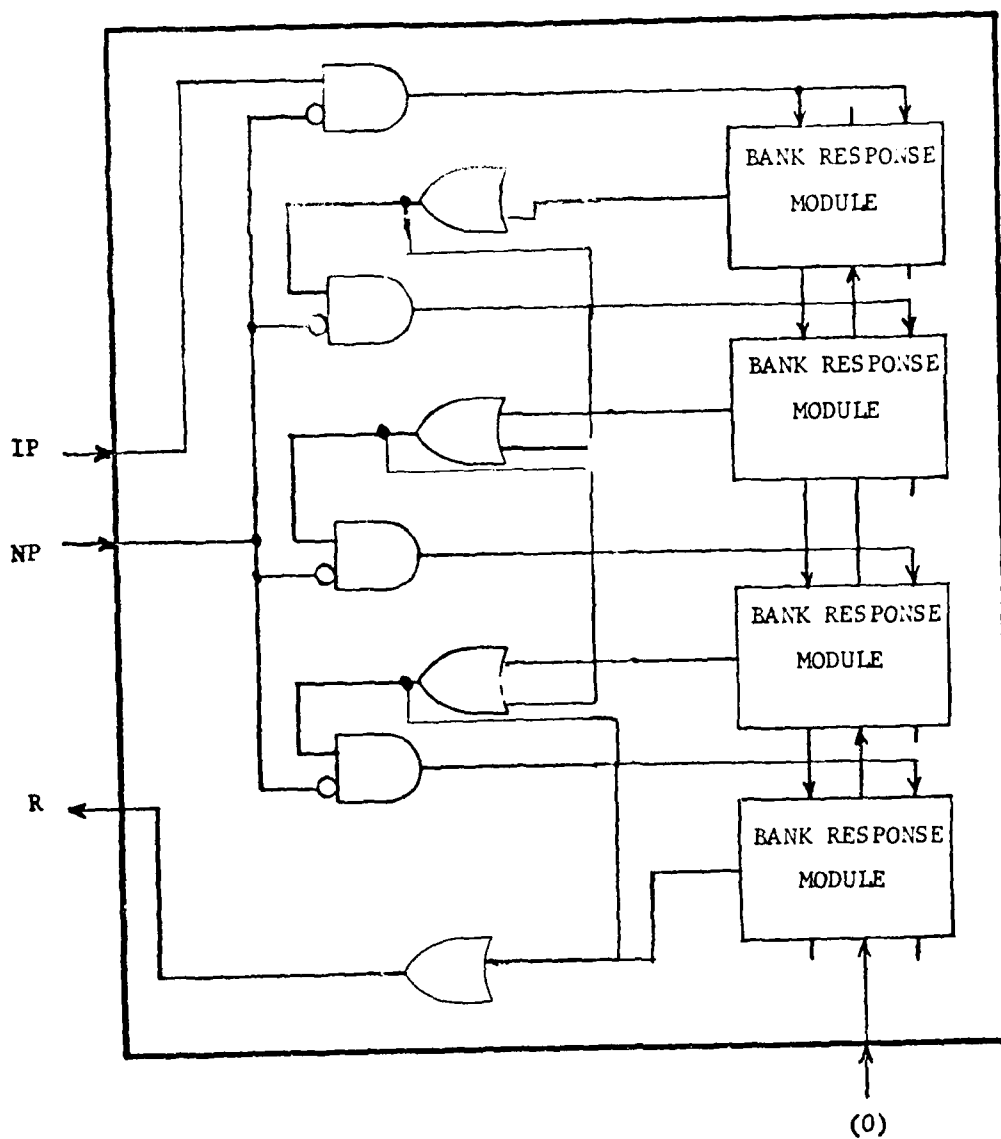 BANK RESPONSE
MODULE
BANK RESPONSE
MODULE
IP
NP
BANK RESPONSE
MODULE
R
BANK RESPONSE
MODULE
(0)